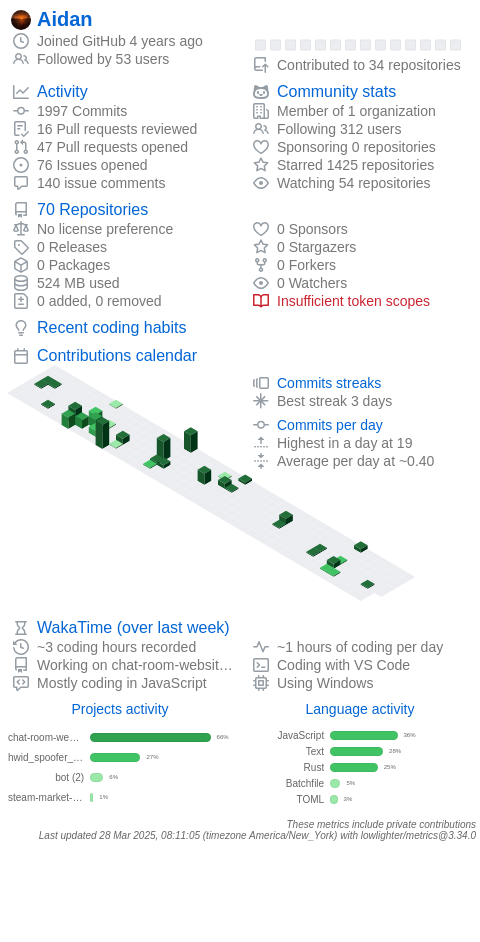 Aidan
Joined GitHub 4 years ago
Followed by 53 users
Contributed to 34 repositories
Activity
1997 Commits
16 Pull requests reviewed
47 Pull requests opened
76 Issues opened
140 issue comments
Community stats
Member of 1 organization
Following 312 users
Sponsoring 0 repositories
Starred 1425 repositories
Watching 54 repositories
70 Repositories
No license preference
0 Releases
0 Packages
524 MB used
0 added, 0 removed
0 Sponsors
0 Stargazers
0 Forkers
0 Watchers
Insufficient token scopes
Recent coding habits
Contributions calendar
Commits streaks
Best streak 3 days
Commits per day
Highest in a day at 19
Average per day at ~0.40
WakaTime (over last week)
~3 coding hours recorded
Working on chat-room-websit…
Mostly coding in JavaScript
~1 hours of coding per day
Coding with VS Code
Using Windows
Projects activity
chat-room-we… 66%
hwid_spoofer_… 27%
bot (2) 6%
steam-market-… 1%
Language activity
JavaScript 36%
Text 28%
Rust 25%
Batchfile 5%
TOML 3%
These metrics include private contributions
Last updated 28 Mar 2025, 08:11:05 (timezone America/New_York) with lowlighter/metrics@3.34.0